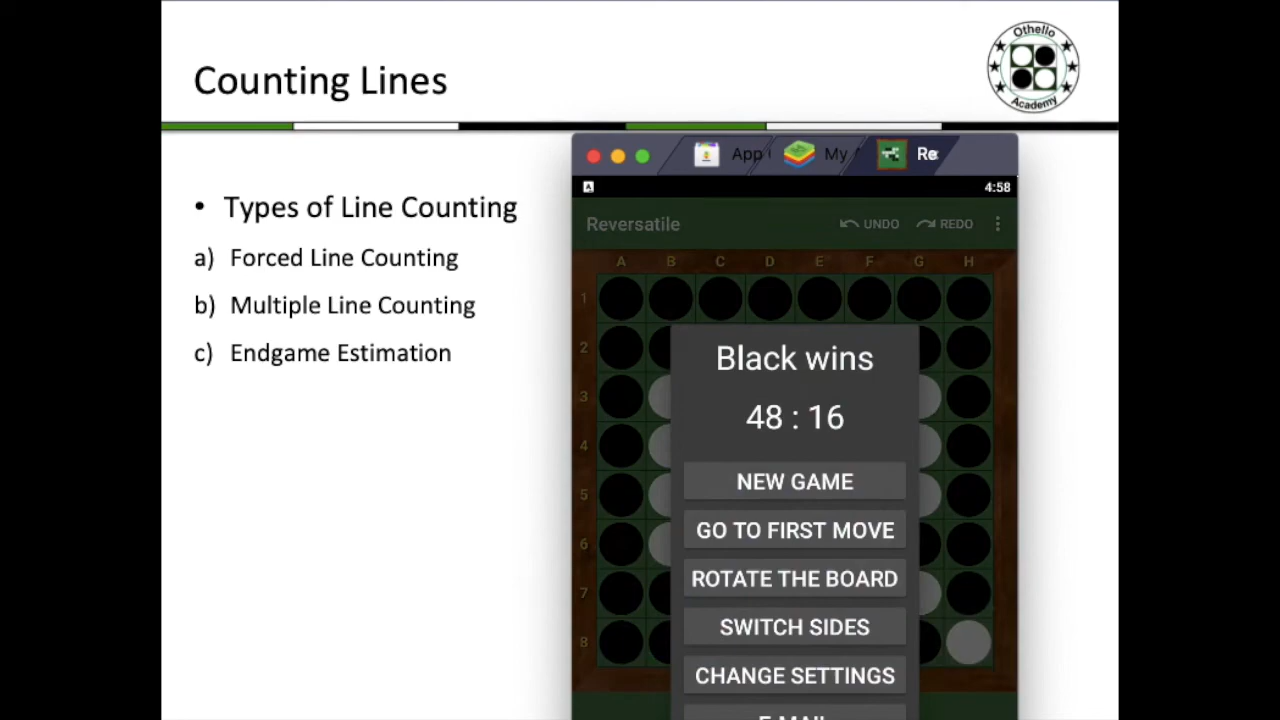 Counting Lines
Othello
Academy
• Types of Line Counting
a) Forced Line Counting
b) Multiple Line Counting
c) Endgame Estimation
App
My
Re
A
4:58
Reversatile
UNDO
REDO
A B C D E F G H
1
2
3
4
5
6
7
8
Black wins
48 : 16
NEW GAME
GO TO FIRST MOVE
ROTATE THE BOARD
SWITCH SIDES
CHANGE SETTINGS
E-MAIL